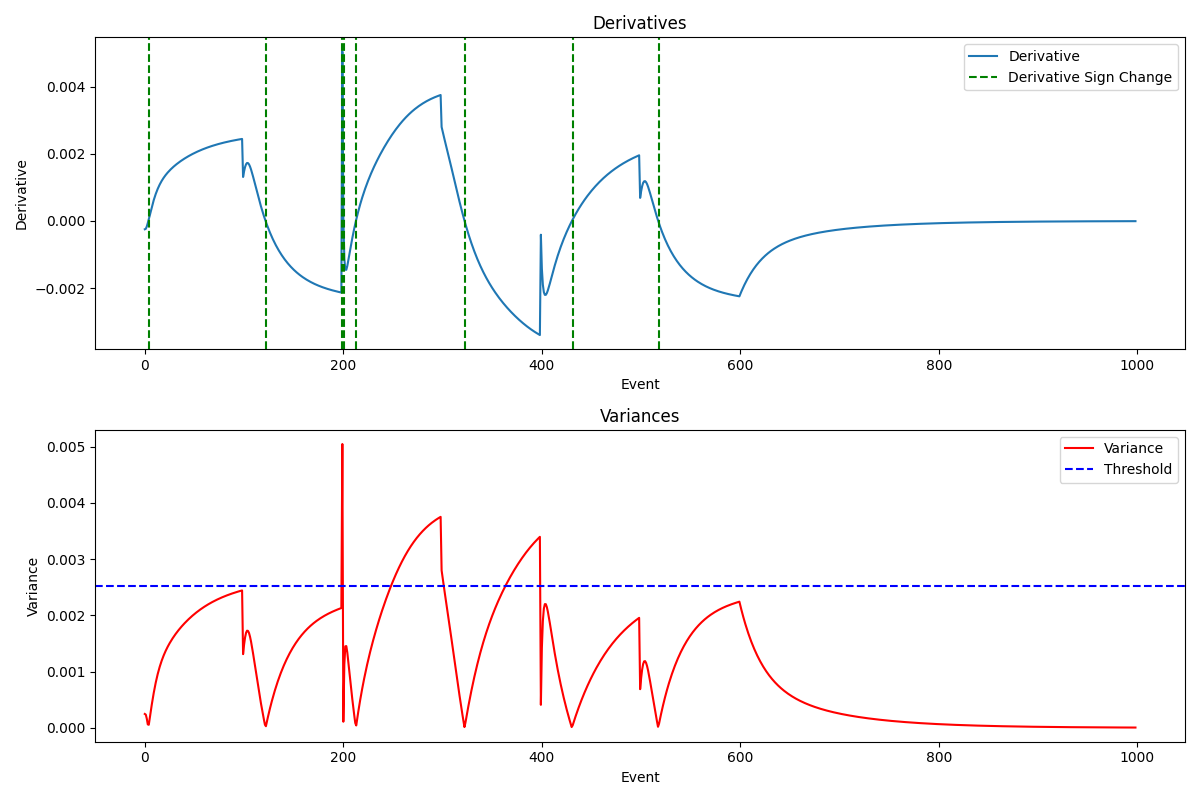 Derivatives
Derivative
Derivative Sign Change
0.004
0.002
0.000
−0.002
Derivative
0 200 400 600 800 1000
Event
Variances
Variance
Threshold
0.005
0.004
0.003
0.002
0.001
0.000
Variance
0 200 400 600 800 1000
Event